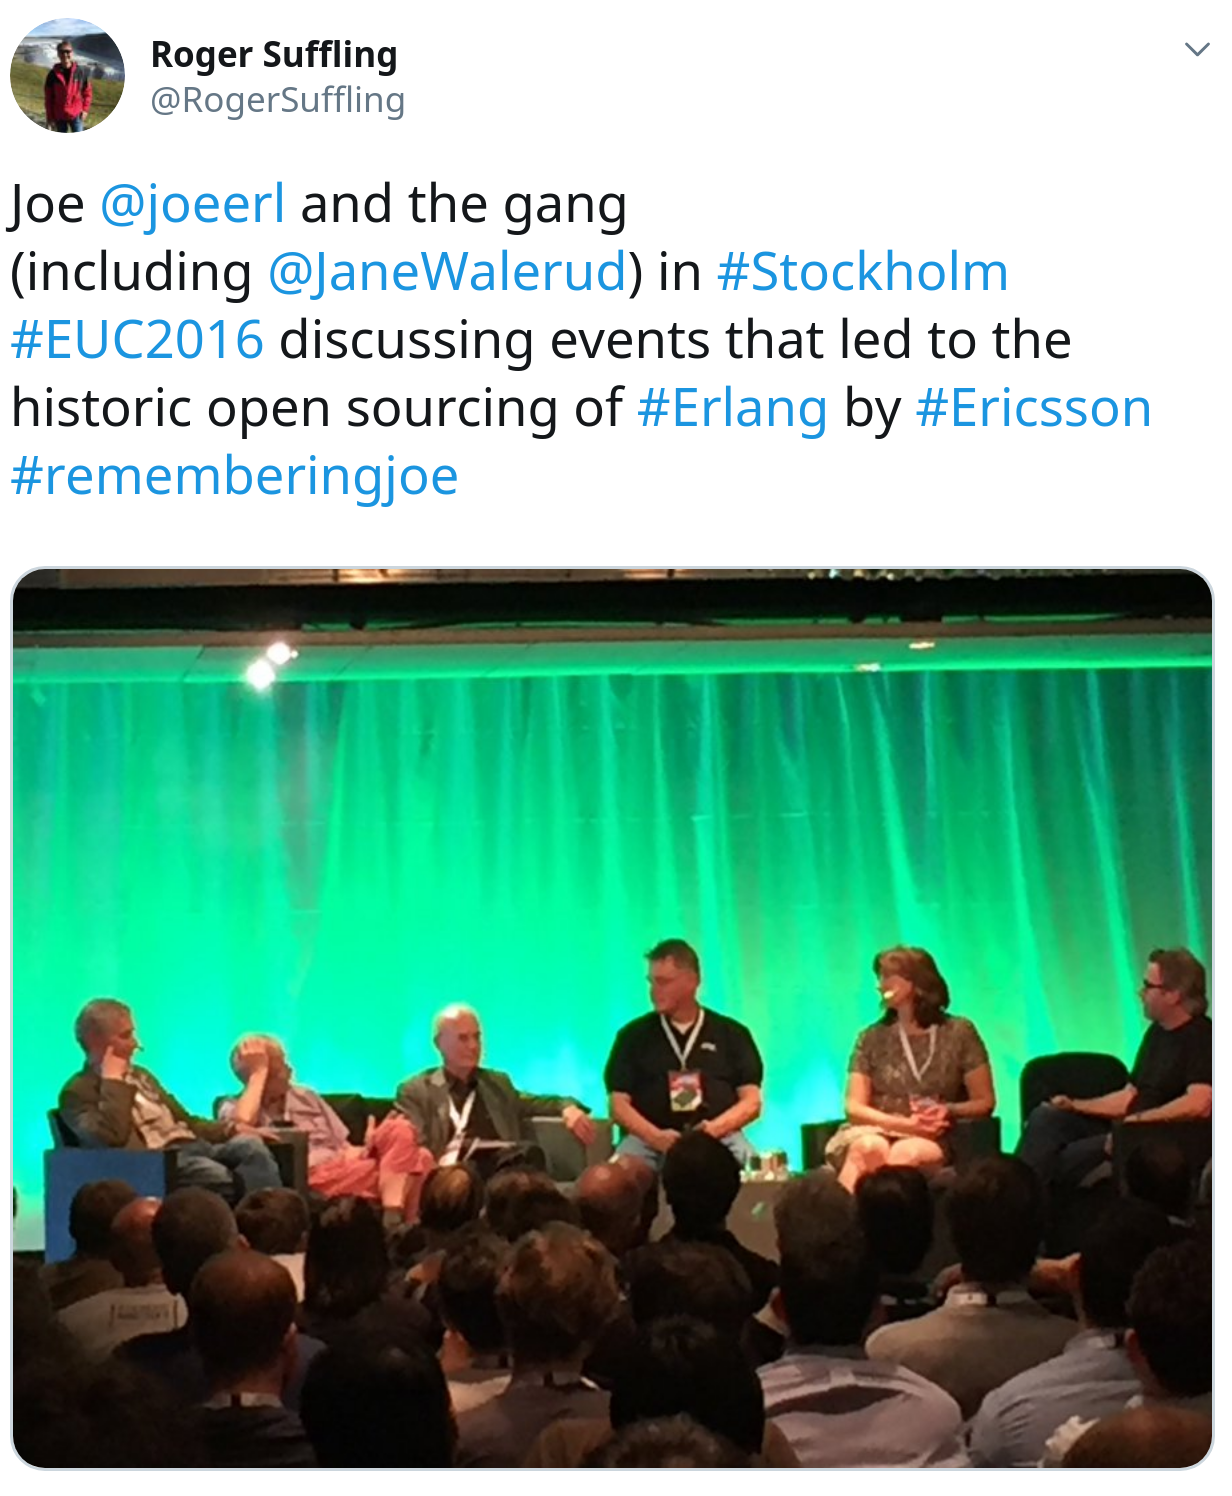 Roger Suffling
@RogerSuffling
Joe @joeerl and the gang
(including @JaneWalerud) in #Stockholm
#EUC2016 discussing events that led to the
historic open sourcing of #Erlang by #Ericsson
#rememberingjoe